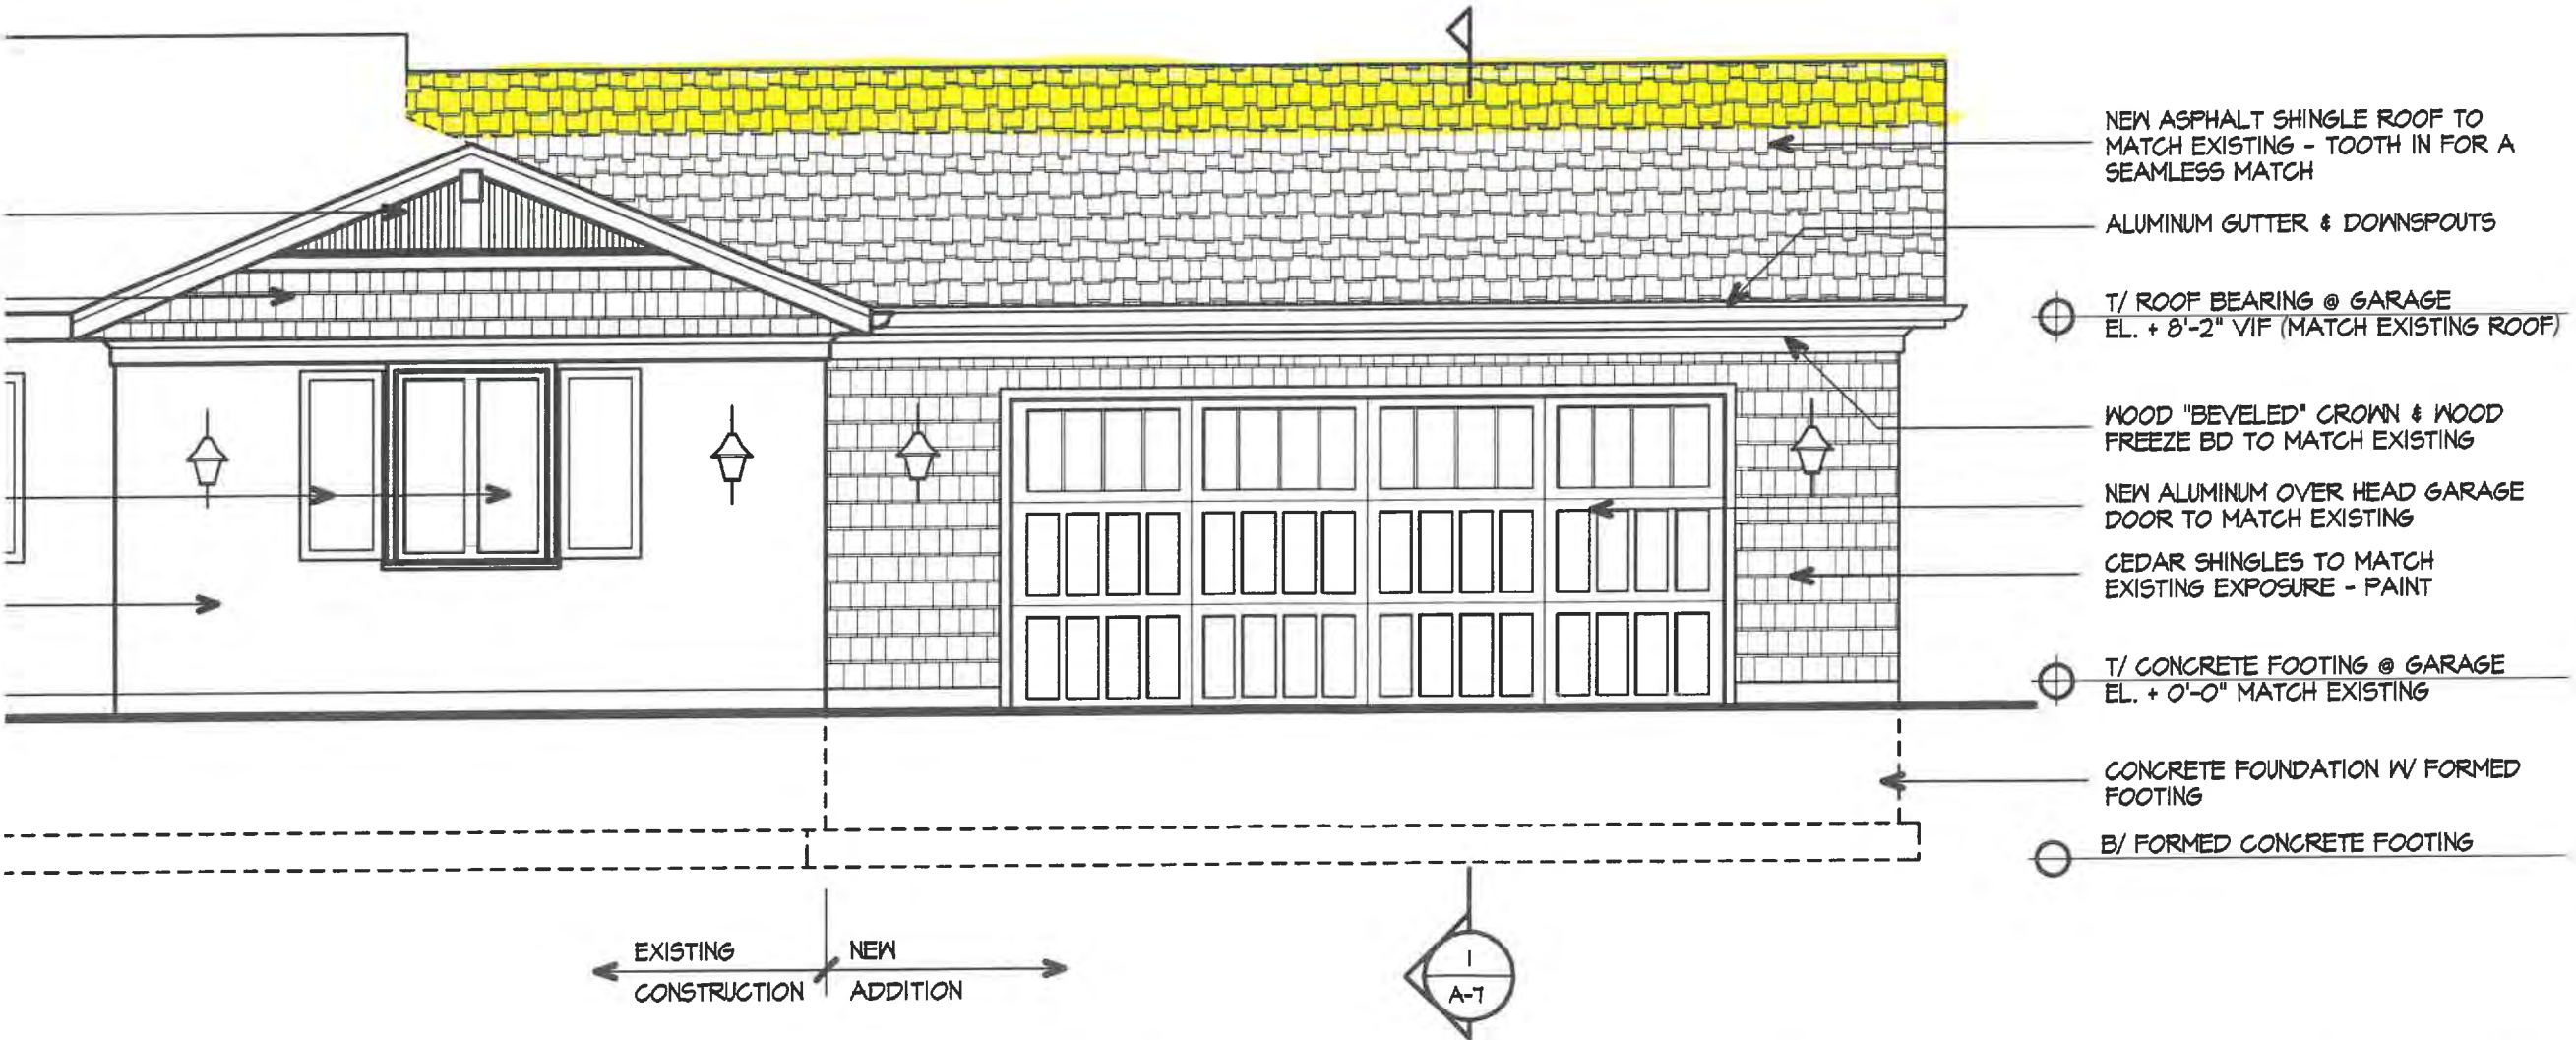 NEW ASPHALT SHINGLE ROOF TO
MATCH EXISTING - TOOTH IN FOR A
SEAMLESS MATCH
ALUMINUM GUTTER & DOWNSPOUTS
T/ ROOF BEARING @ GARAGE
EL. + 8'-2" VIF (MATCH EXISTING ROOF)
WOOD "BEVELED" CROWN & WOOD
FREEZE BD TO MATCH EXISTING
NEW ALUMINUM OVER HEAD GARAGE
DOOR TO MATCH EXISTING
CEDAR SHINGLES TO MATCH
EXISTING EXPOSURE - PAINT
T/ CONCRETE FOOTING @ GARAGE
EL. + 0'-0" MATCH EXISTING
CONCRETE FOUNDATION W/ FORMED
FOOTING
B/ FORMED CONCRETE FOOTING
EXISTING
CONSTRUCTION
NEW
ADDITION
1
A-7